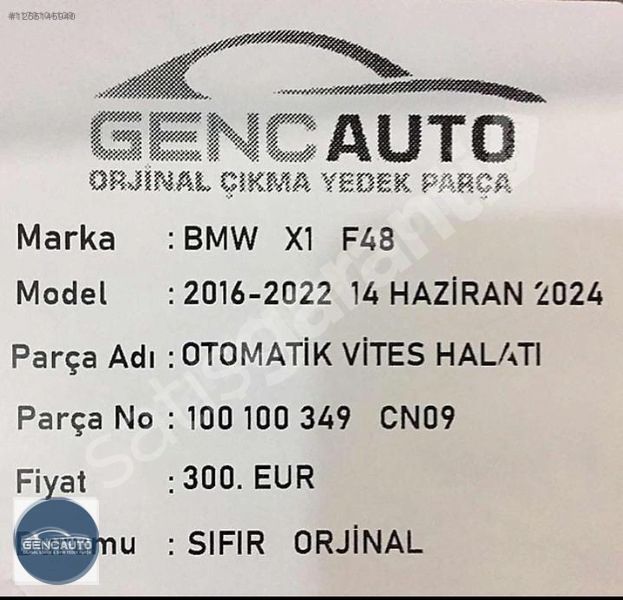 GENCAUTO
ORJİNAL ÇIKMA YEDEK PARÇA
Marka : BMW X1 F48
Model : 2016-2022 14 HAZİRAN 2024
Parça Adı : OTOMATİK VİTES HALATI
Parça No : 100 100 349 CN09
Fiyat : 300. EUR
: SIFIR ORJİNAL
GENCAUTO